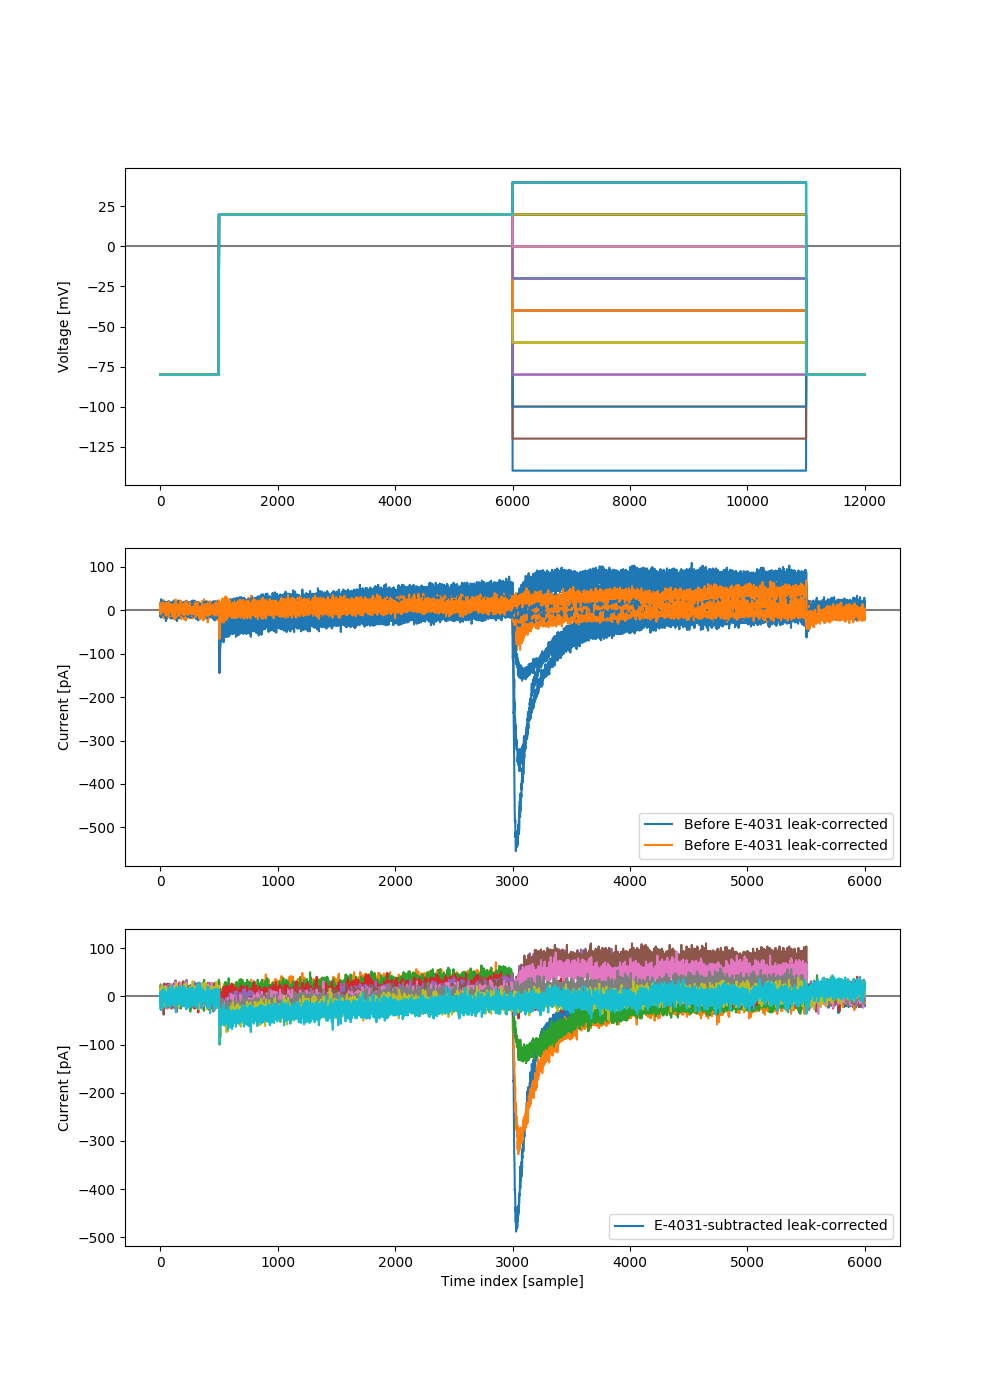 25
0
−25
−50
−75
−100
−125
Voltage [mV]
0 2000 4000 6000 8000 10000 12000
100
0
−100
−200
−300
−400
−500
Current [pA]
Before E-4031 leak-corrected
Before E-4031 leak-corrected
0 1000 2000 3000 4000 5000 6000
100
0
−100
−200
−300
−400
−500
Current [pA]
E-4031-subtracted leak-corrected
0 1000 2000 3000 4000 5000 6000
Time index [sample]